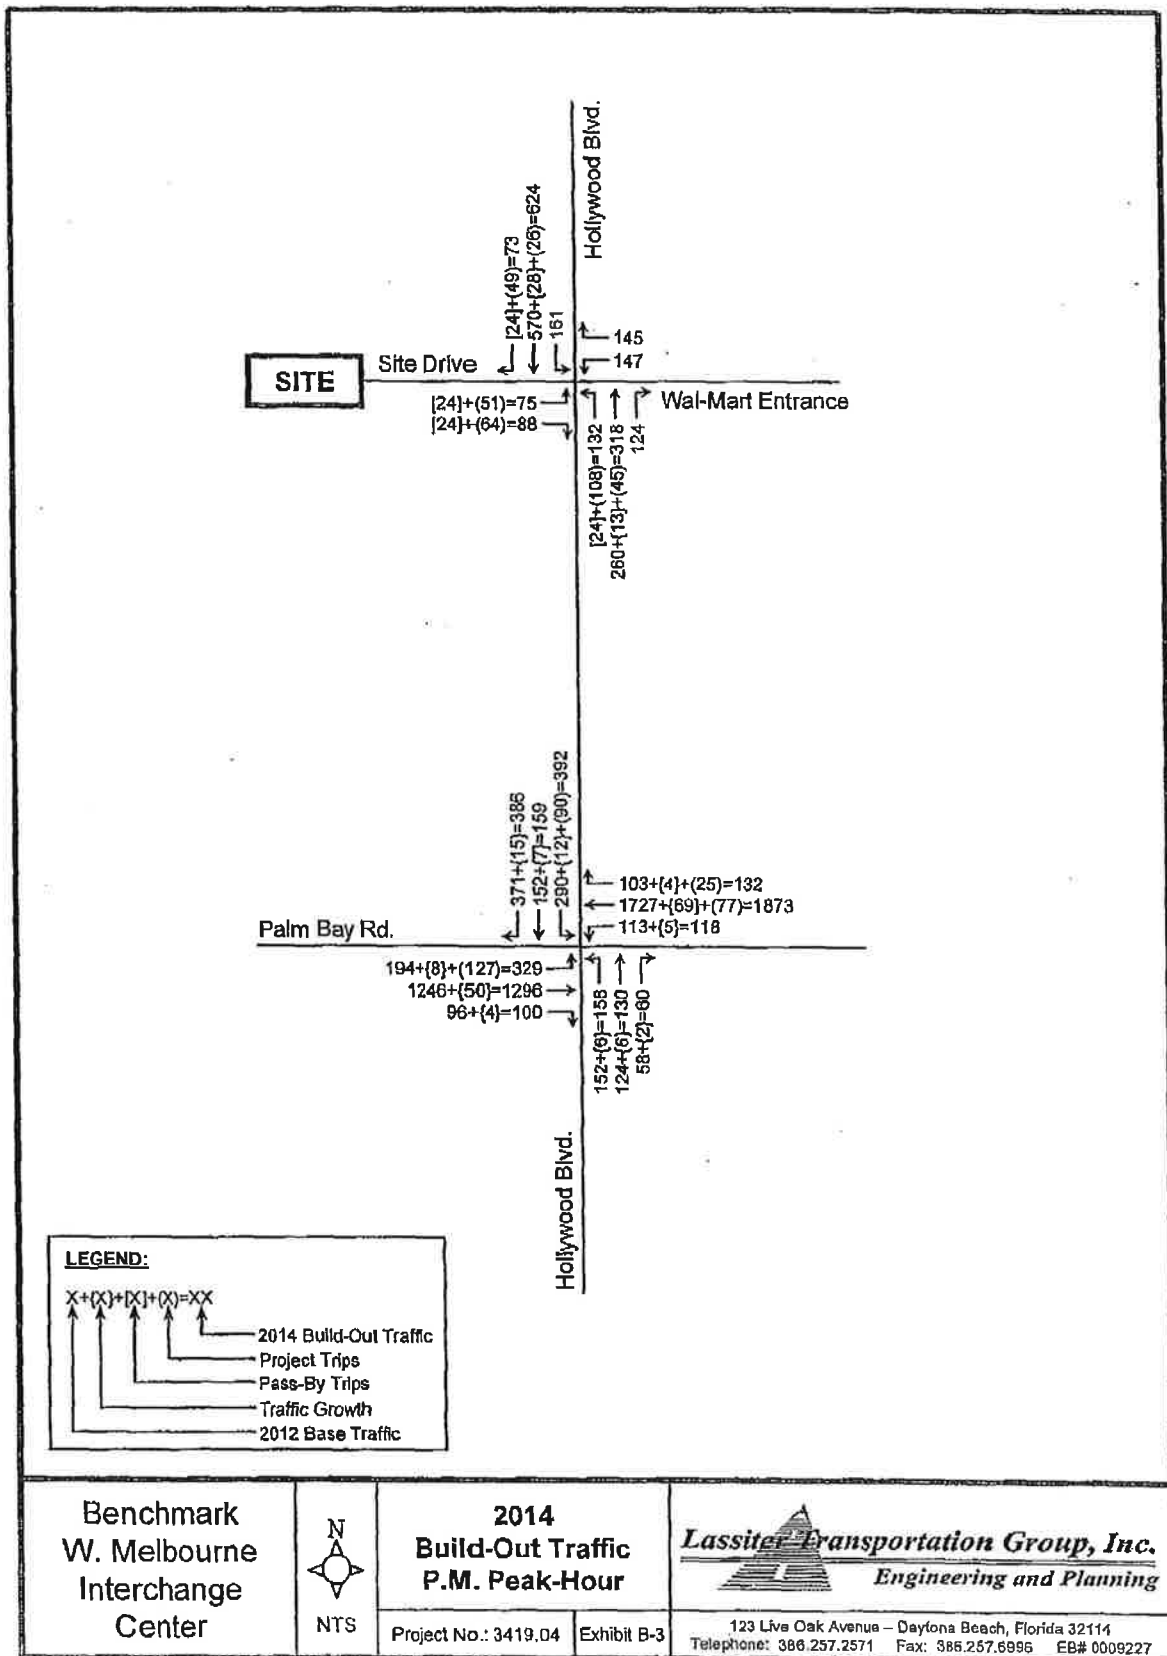 Hollywood Blvd.
[24]+(49)=73
570+{28}+(26)=624
161
145
147
SITE
Site Drive
Wal-Mart Entrance
[24]+(51)=75
[24]+(64)=88
[24]+(108)=132
260+{13}+(45)=318
124
371+{15}=386
152+{7}=159
290+{12}+(90)=392
103+{4}+(25)=132
1727+{69}+(77)=1873
113+{5}=118
Palm Bay Rd.
194+{8}+(127)=329
1246+{50}=1296
96+{4}=100
152+{6}=158
124+{6}=130
58+{2}=60
Hollywood Blvd.
LEGEND:
X+{X}+[X]+(X)=XX
2014 Build-Out Traffic
Project Trips
Pass-By Trips
Traffic Growth
2012 Base Traffic
Benchmark
W. Melbourne
Interchange
Center
N
NTS
2014
Build-Out Traffic
P.M. Peak-Hour
Project No.: 3419.04
Exhibit B-3
Lassiter Transportation Group, Inc.
Engineering and Planning
123 Live Oak Avenue – Daytona Beach, Florida 32114
Telephone: 386.257.2571 Fax: 386.257.6996 EB# 0009227